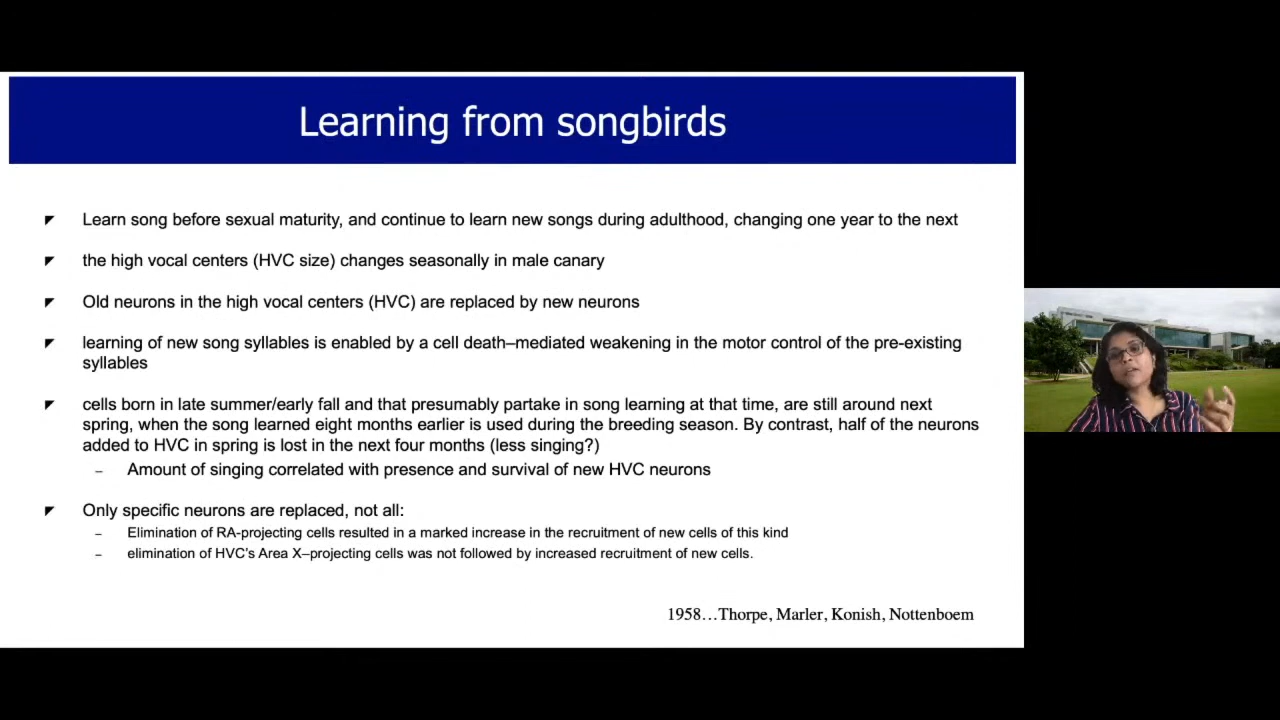 Learning from songbirds
Learn song before sexual maturity, and continue to learn new songs during adulthood, changing one year to the next
the high vocal centers (HVC size) changes seasonally in male canary
Old neurons in the high vocal centers (HVC) are replaced by new neurons
learning of new song syllables is enabled by a cell death–mediated weakening in the motor control of the pre-existing
syllables
cells born in late summer/early fall and that presumably partake in song learning at that time, are still around next
spring, when the song learned eight months earlier is used during the breeding season. By contrast, half of the neurons
added to HVC in spring is lost in the next four months (less singing?)
– Amount of singing correlated with presence and survival of new HVC neurons
Only specific neurons are replaced, not all:
– Elimination of RA-projecting cells resulted in a marked increase in the recruitment of new cells of this kind
– elimination of HVC's Area X–projecting cells was not followed by increased recruitment of new cells.
1958…Thorpe, Marler, Konish, Nottenboem